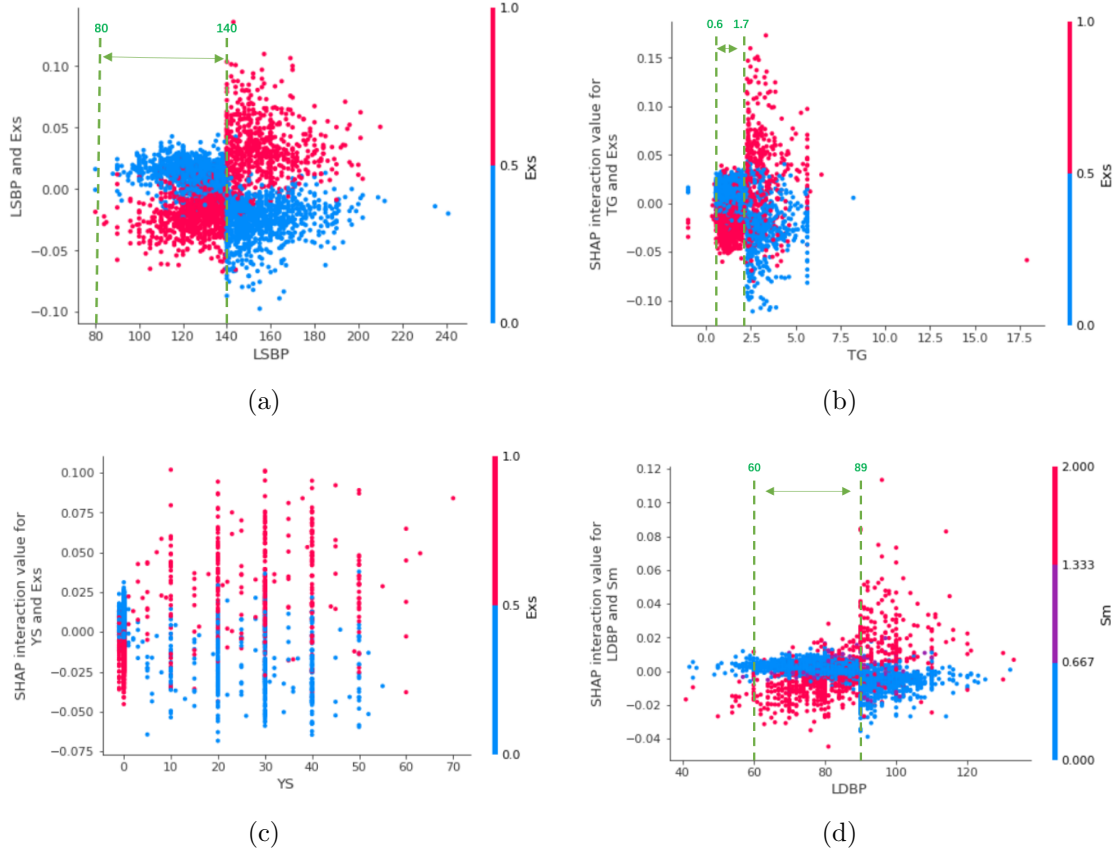 80
140
1.0
0.10
0.05
0.00
−0.05
−0.10
LSBP and Exs
0.5
Exs
0.0
80 100 120 140 160 180 200 220 240
LSBP
(a)
0.6 1.7
1.0
0.15
0.10
0.05
0.00
−0.05
−0.10
SHAP interaction value for
TG and Exs
0.5
Exs
0.0
0.0 2.5 5.0 7.5 10.0 12.5 15.0 17.5
TG
(b)
1.0
0.100
0.075
0.050
0.025
0.000
−0.025
−0.050
−0.075
SHAP interaction value for
YS and Exs
0.5
Exs
0.0
0 10 20 30 40 50 60 70
YS
(c)
60 89
2.000
0.12
0.10
0.08
0.06
0.04
0.02
0.00
−0.02
−0.04
SHAP interaction value for
LDBP and Sm
1.333
Sm
0.667
0.000
40 60 80 100 120
LDBP
(d)